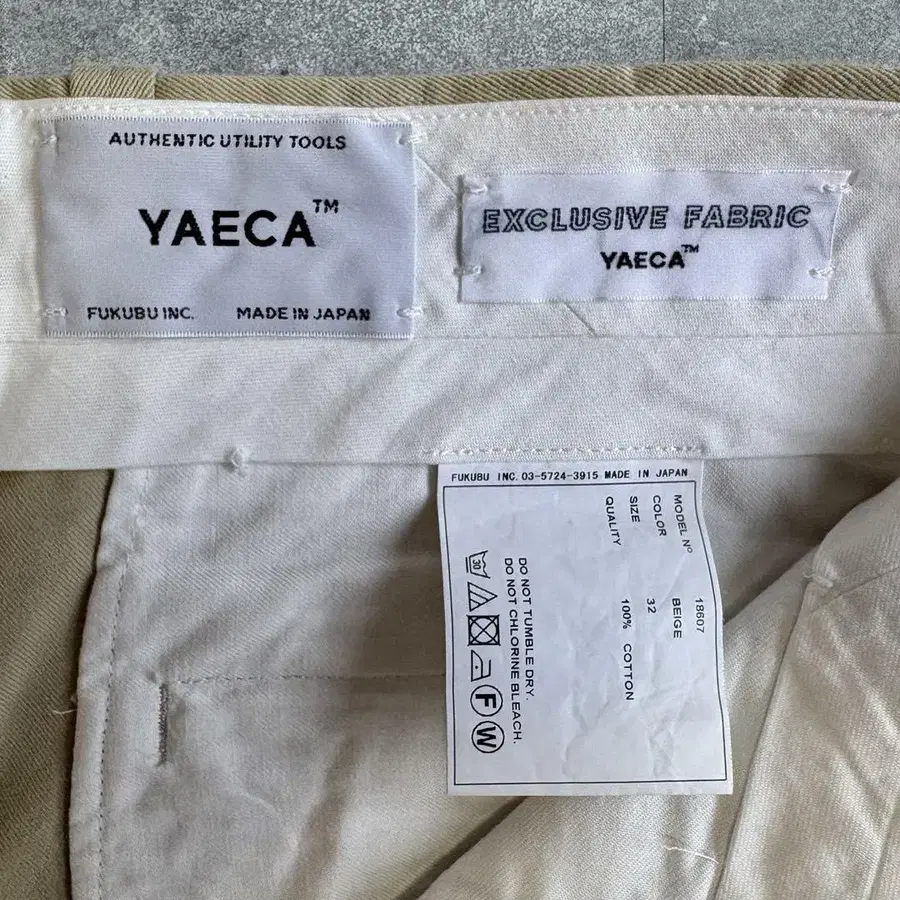 AUTHENTIC UTILITY TOOLS
YAECA™
FUKUBU INC. MADE IN JAPAN
EXCLUSIVE FABRIC
YAECA™
FUKUBU INC. 03-5724-3915 MADE IN JAPAN
MODEL Nº 18607
COLOR BEIGE
SIZE 32
QUALITY 100% COTTON
DO NOT TUMBLE DRY.
DO NOT CHLORINE BLEACH.
30
F
W